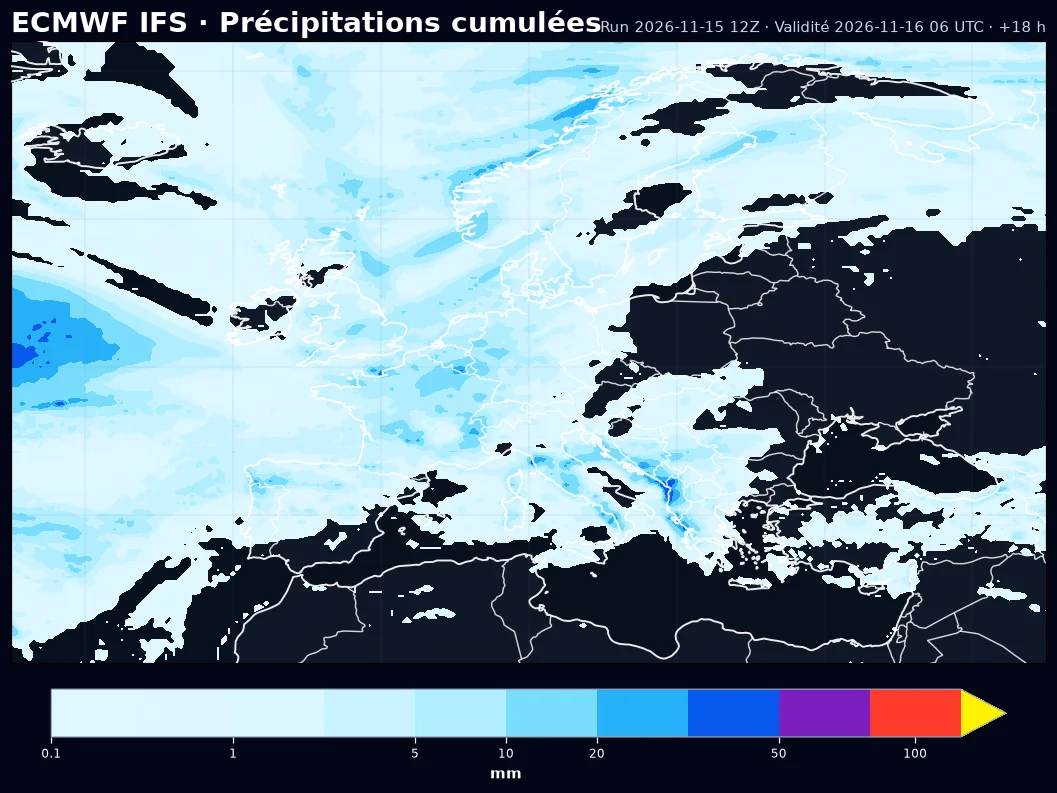 ECMWF IFS · Précipitations cumulées
Run 2026-11-15 12Z · Validité 2026-11-16 06 UTC · +18 h
0.1 1 5 10 20 50 100
mm